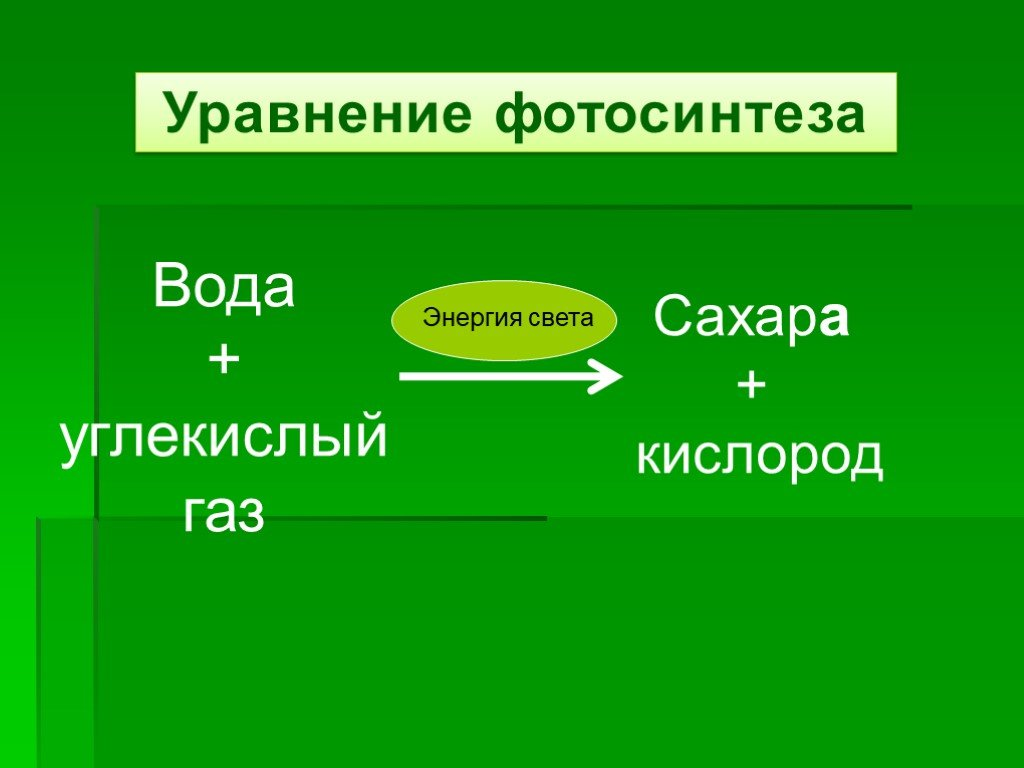 Уравнение фотосинтеза
Вода
+
углекислый
газ
Энергия света
Сахара
+
кислород